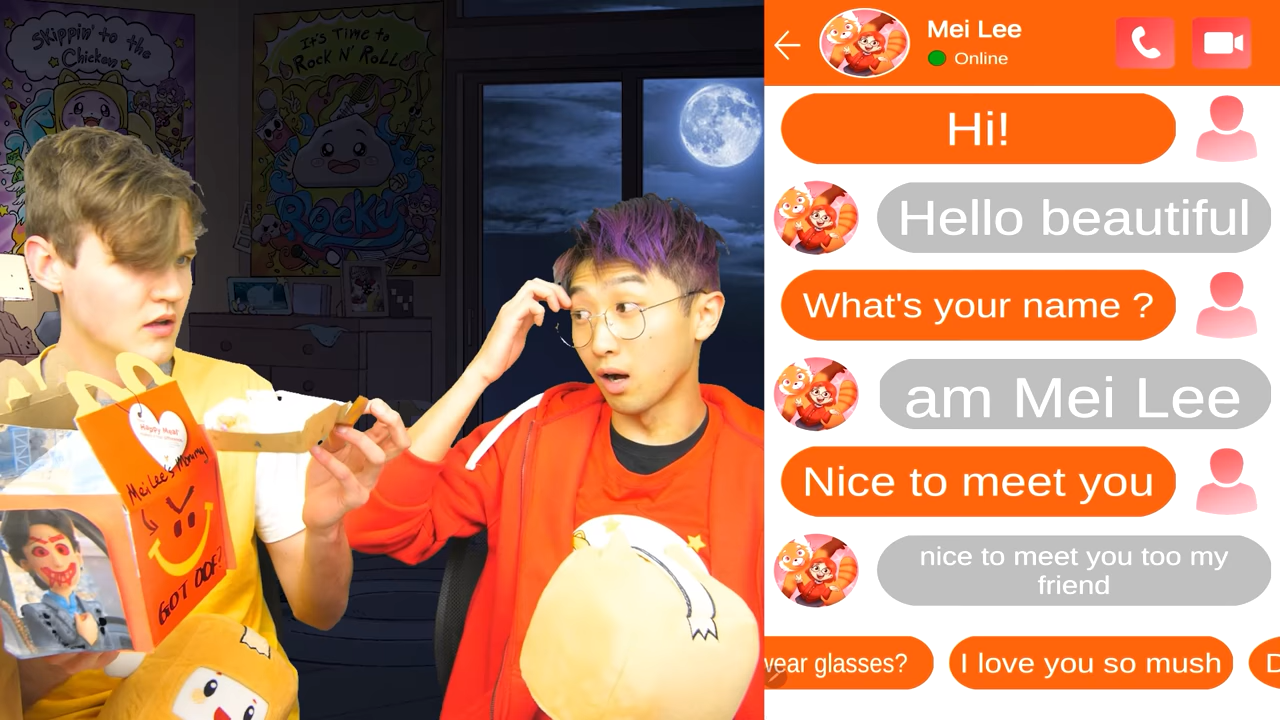 Skippin' to the
Chicken
It's Time to
Rock N' Roll
Rocky
Happy Meal
Mei Lee's Mommy
GOT OOF?
Mei Lee
Online
Hi!
Hello beautiful
What's your name ?
am Mei Lee
Nice to meet you
nice to meet you too my
friend
wear glasses?
I love you so mush
D